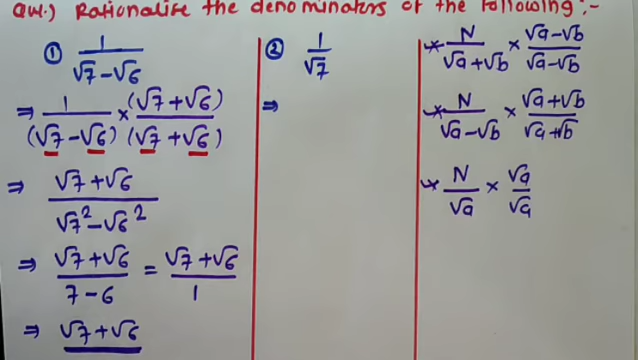 QN1.) Rationalise the denominators of the following :-
① 1/(√7 - √6)
⇒ 1/(√7 - √6) × (√7 + √6)/(√7 + √6)
⇒ (√7 + √6)/(√7² - √6²)
⇒ (√7 + √6)/(7 - 6) = (√7 + √6)/1
⇒ √7 + √6
② 1/√7
⇒
* N/(√a + √b) × (√a - √b)/(√a - √b)
* N/(√a - √b) × (√a + √b)/(√a + √b)
* N/√a × √a/√a